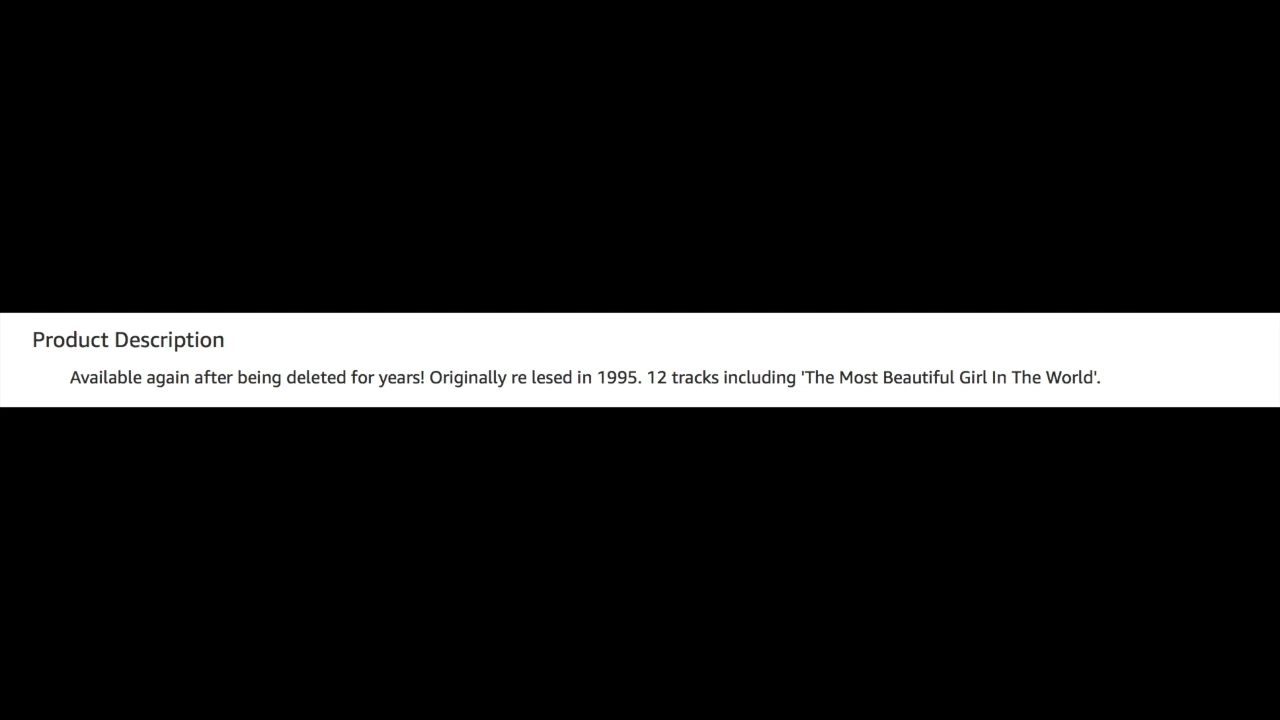 Product Description
Available again after being deleted for years! Originally re lesed in 1995. 12 tracks including 'The Most Beautiful Girl In The World'.